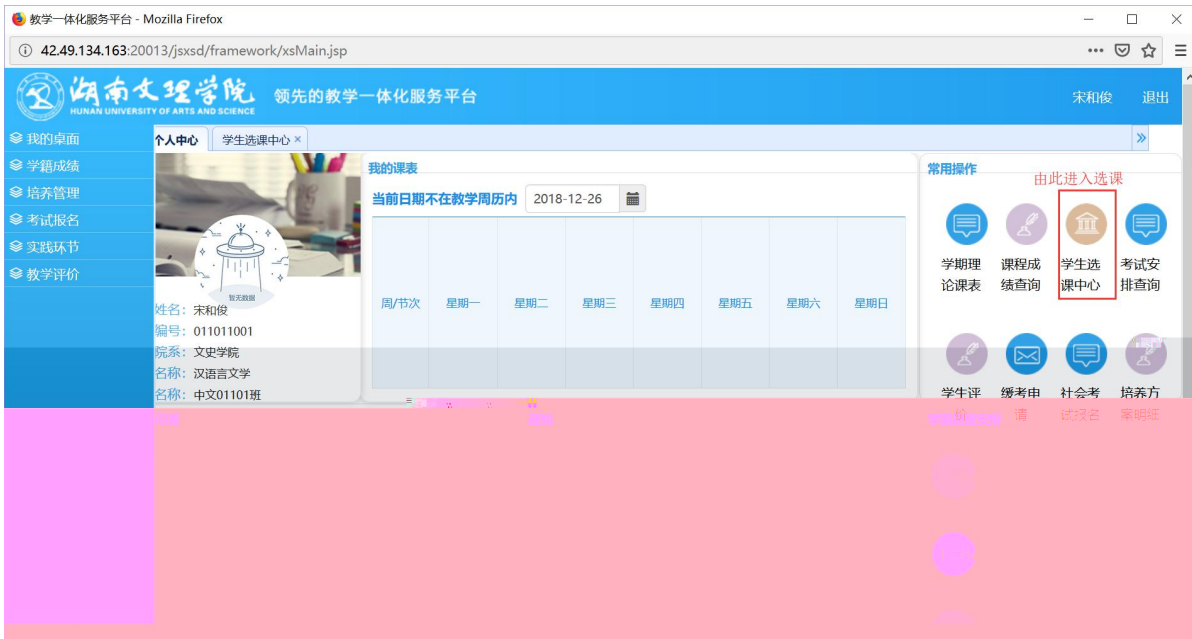 教学一体化服务平台 - Mozilla Firefox
42.49.134.163:20013/jsxsd/framework/xsMain.jsp
湖南文理学院
HUNAN UNIVERSITY OF ARTS AND SCIENCE
领先的教学一体化服务平台
宋和俊 退出
我的桌面
学籍成绩
培养管理
考试报名
实践环节
教学评价
个人中心 学生选课中心 ×
暂无数据
姓名：宋和俊
编号：011011001
院系：文史学院
名称：汉语言文学
名称：中文01101班
我的课表
当前日期不在教学周历内 2018-12-26
周/节次 星期一 星期二 星期三 星期四 星期五 星期六 星期日
常用操作
由此进入选课
学期理论课表
课程成绩查询
学生选课中心
考试安排查询
学生评价
缓考申请
社会考试报名
培养方案明细